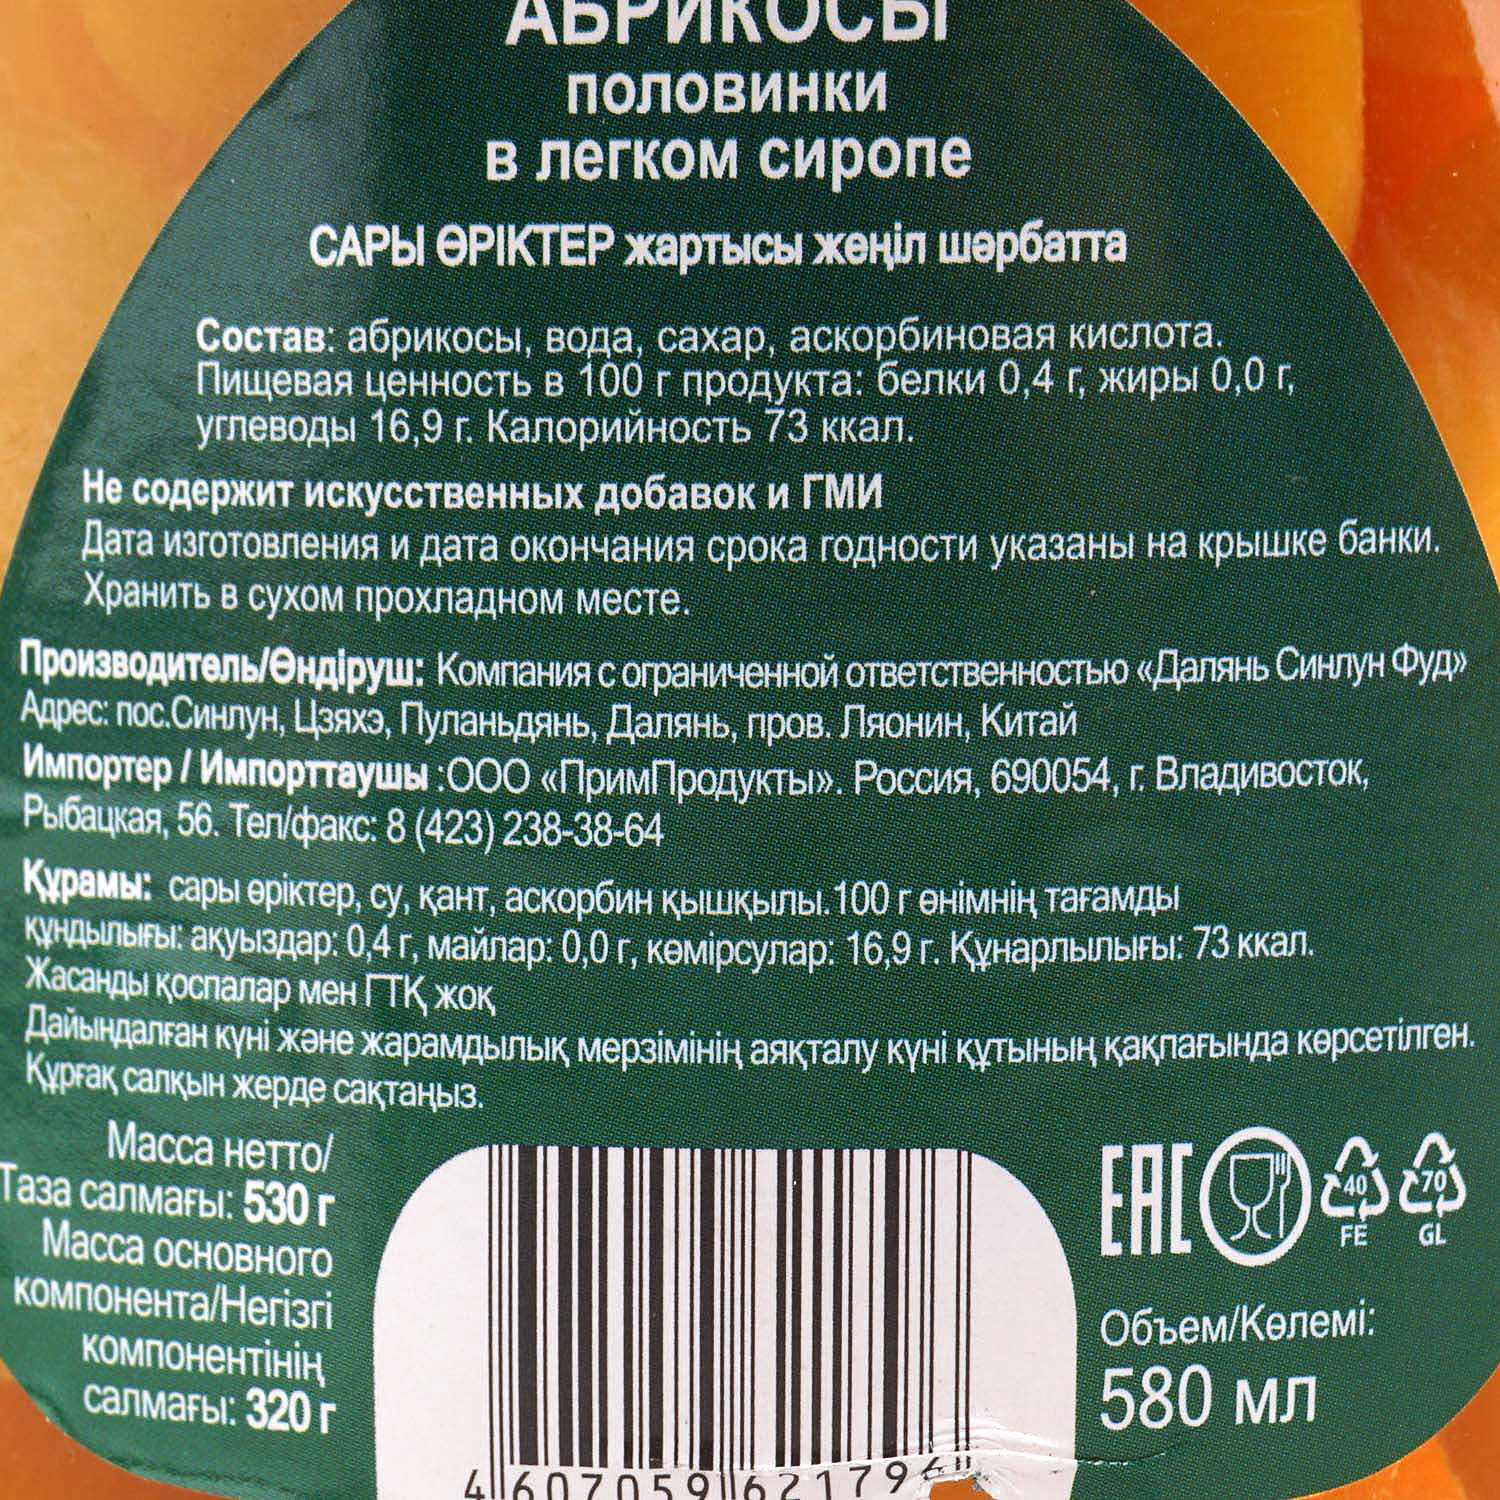 АБРИКОСЫ
половинки
в легком сиропе
САРЫ ӨРІКТЕР жартысы жөңіл шәрбатта
Состав: абрикосы, вода, сахар, аскорбиновая кислота.
Пищевая ценность в 100 г продукта: белки 0,4 г, жиры 0,0 г,
углеводы 16,9 г. Калорийность 73 ккал.
Не содержит искусственных добавок и ГМИ
Дата изготовления и дата окончания срока годности указаны на крышке банки.
Хранить в сухом прохладном месте.
Производитель/Өндіруш: Компания с ограниченной ответственностью «Далянь Синлун Фуд»
Адрес: пос.Синлун, Цзяхэ, Пуланьдянь, Далянь, пров. Ляонин, Китай
Импортер / Импорттаушы :ООО «ПримПродукты». Россия, 690054, г. Владивосток,
Рыбацкая, 56. Тел/факс: 8 (423) 238-38-64
Құрамы: сары өріктер, су, қант, аскорбин қышқылы.100 г өнімнің тағамды
құндылығы: ақуыздар: 0,4 г, майлар: 0,0 г, көмірсулар: 16,9 г. Құнарлылығы: 73 ккал.
Жасанды қоспалар мен ГТҚ жоқ
Дайындалған күні және жарамдылық мерзімінің аяқталу күні құтының қақпағында көрсетілген.
Құрғақ салқын жерде сақтаңыз.
Масса нетто/
Таза салмағы: 530 г
Масса основного
компонента/Негізгі
компонентінің
салмағы: 320 г
EAC
40
FE
70
GL
Объем/Көлемі:
580 мл
4 607059 62179